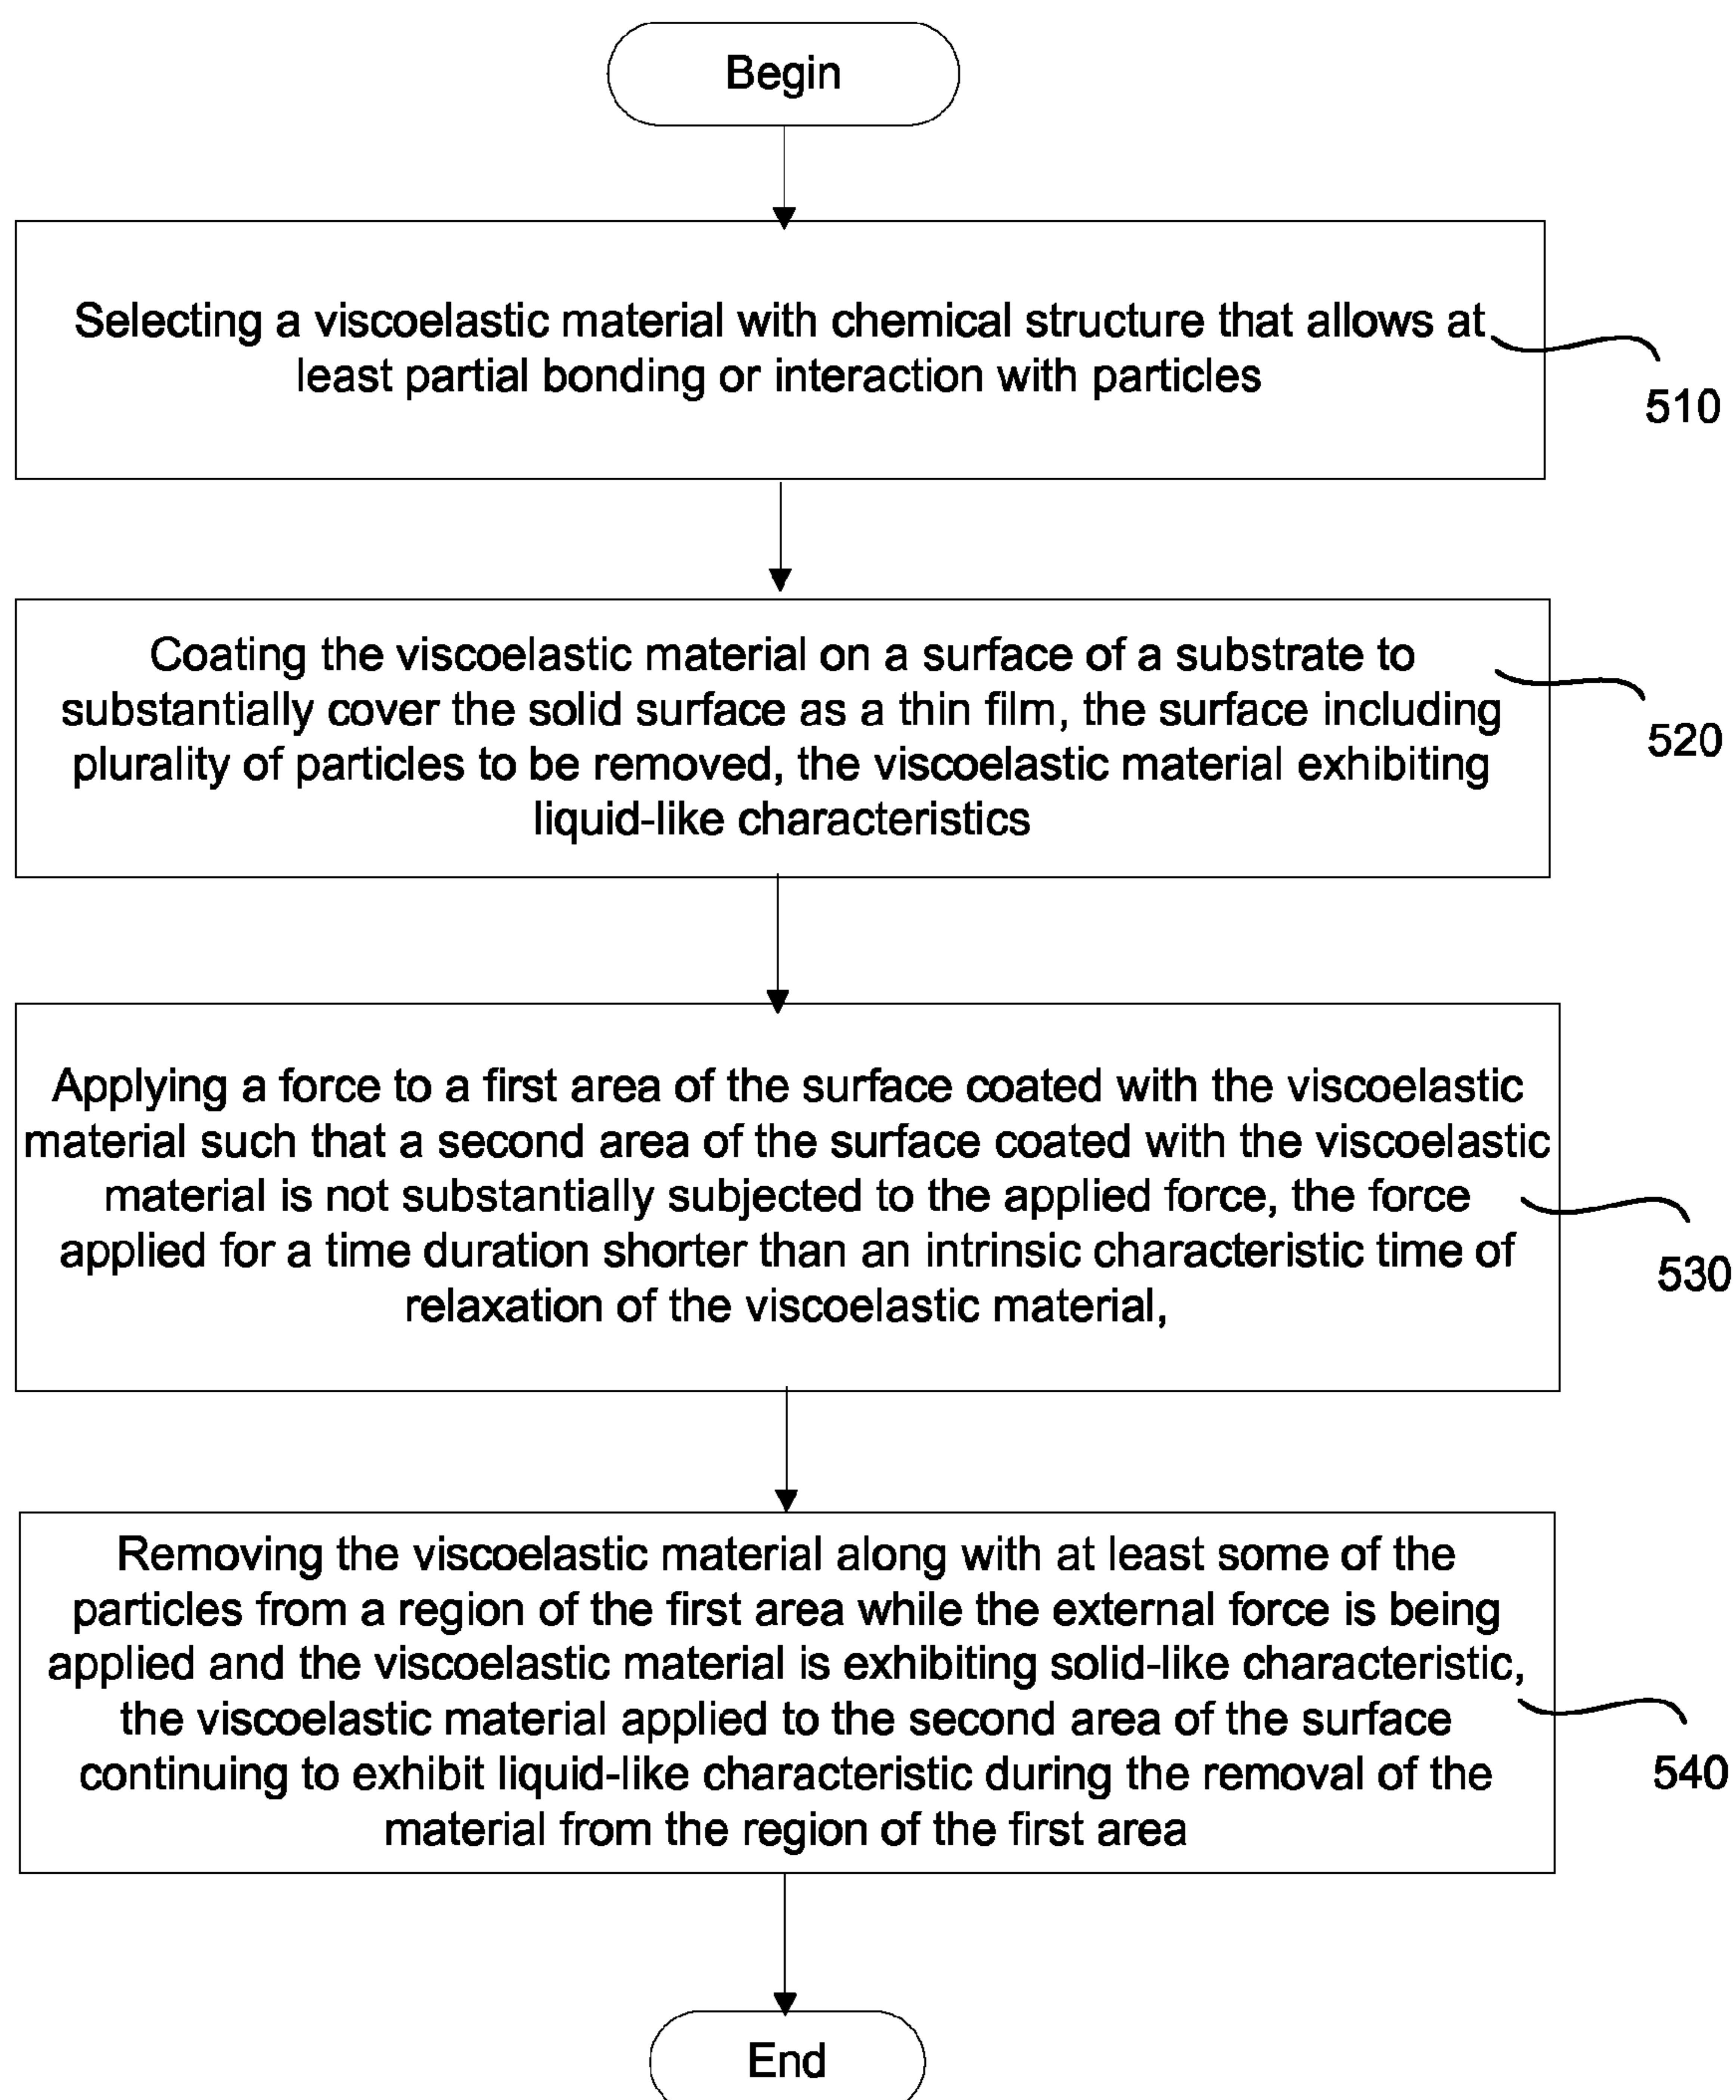 Begin
Selecting a viscoelastic material with chemical structure that allows at
least partial bonding or interaction with particles
510
Coating the viscoelastic material on a surface of a substrate to
substantially cover the solid surface as a thin film, the surface including
plurality of particles to be removed, the viscoelastic material exhibiting
liquid-like characteristics
520
Applying a force to a first area of the surface coated with the viscoelastic
material such that a second area of the surface coated with the viscoelastic
material is not substantially subjected to the applied force, the force
applied for a time duration shorter than an intrinsic characteristic time of
relaxation of the viscoelastic material,
530
Removing the viscoelastic material along with at least some of the
particles from a region of the first area while the external force is being
applied and the viscoelastic material is exhibiting solid-like characteristic,
the viscoelastic material applied to the second area of the surface
continuing to exhibit liquid-like characteristic during the removal of the
material from the region of the first area
540
End